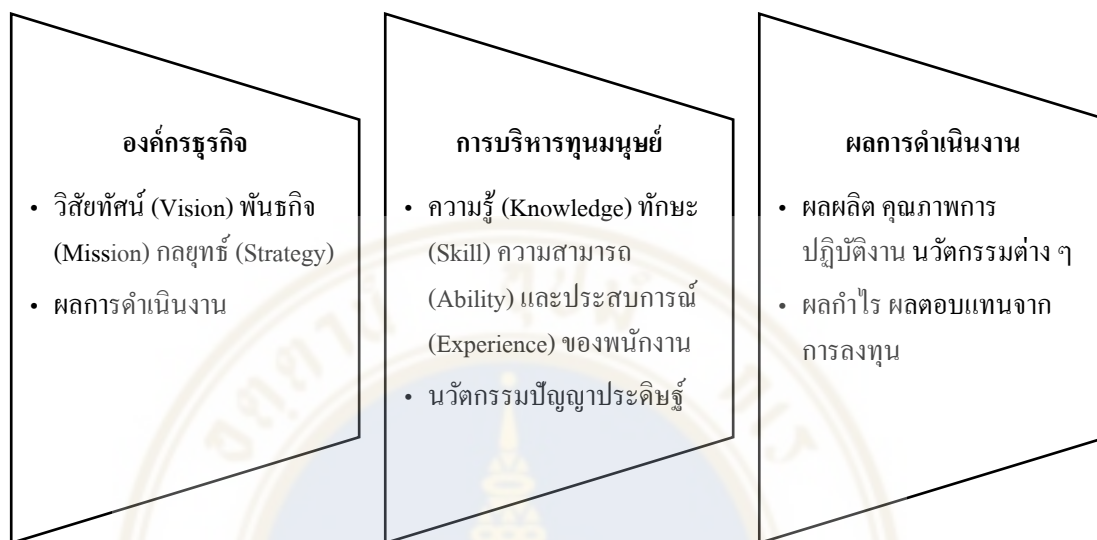 องค์กรธุรกิจ
• วิสัยทัศน์ (Vision) พันธกิจ
(Mission) กลยุทธ์ (Strategy)
• ผลการดำเนินงาน
การบริหารทุนมนุษย์
• ความรู้ (Knowledge) ทักษะ
(Skill) ความสามารถ
(Ability) และประสบการณ์
(Experience) ของพนักงาน
• นวัตกรรมปัญญาประดิษฐ์
ผลการดำเนินงาน
• ผลผลิต คุณภาพการ
ปฏิบัติงาน นวัตกรรมต่าง ๆ
• ผลกำไร ผลตอบแทนจาก
การลงทุน